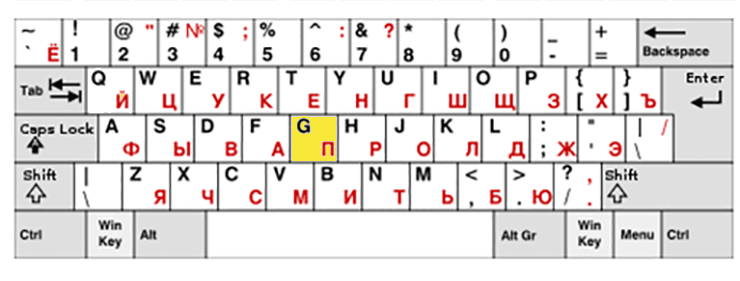 ~ ` Ё ! 1 @ " 2 # № 3 $ ; 4 % 5 ^ : 6 & ? 7 * 8 ( 9 ) 0 _ - + = Backspace
Tab Q Й W Ц E У R К T Е Y Н U Г I Ш O Щ P З { [ Х } ] Ъ Enter
Caps Lock A Ф S Ы D В F А G П H Р J О K Л L Д : ; Ж " ' Э | \ /
Shift | \ Z Я X Ч C С V М B И N Т M Ь < , Б > . Ю ? / , . Shift
Ctrl Win Key Alt Alt Gr Win Key Menu Ctrl